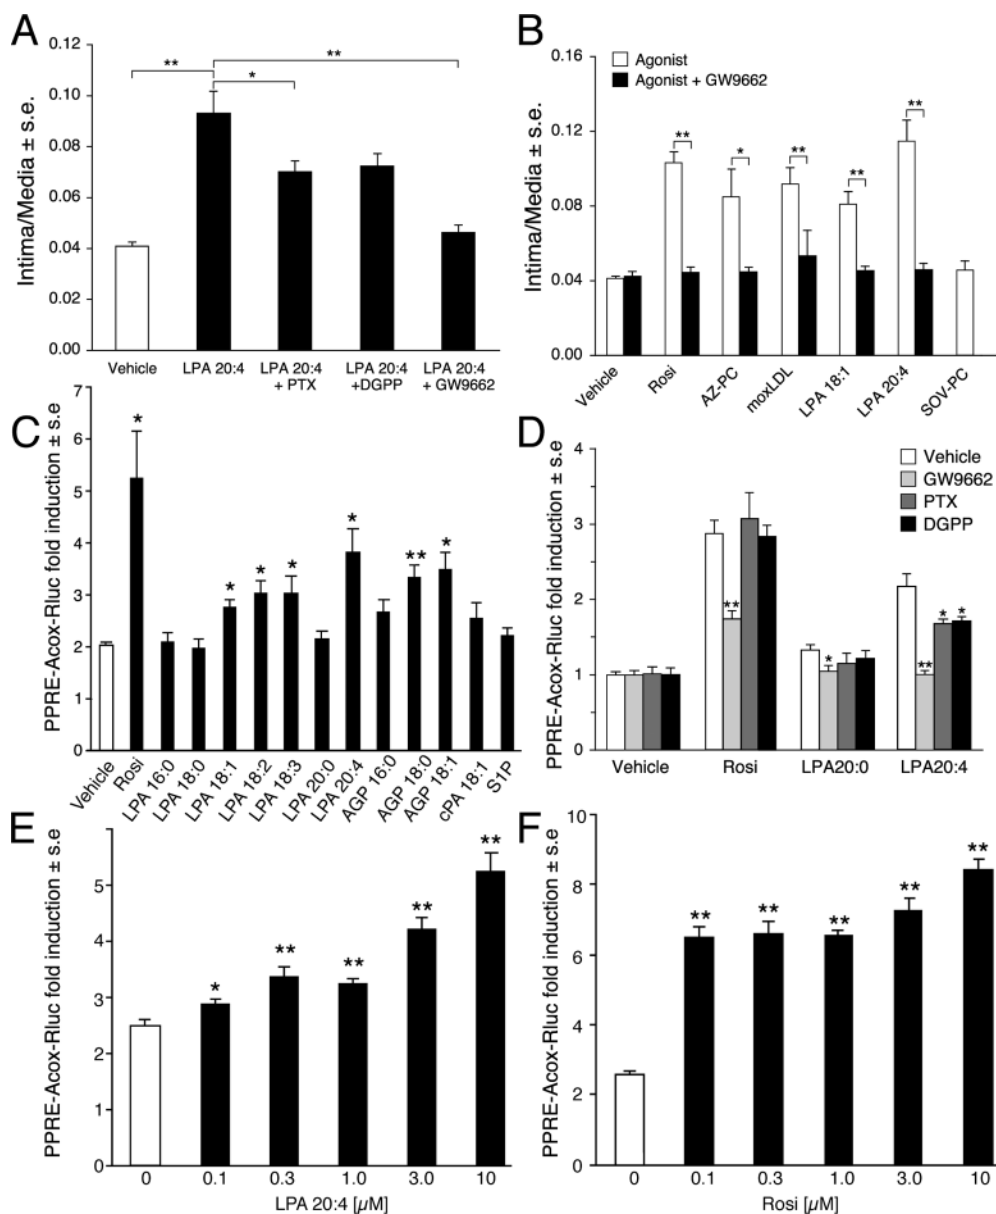 A
Intima/Media ± s.e.
0.12
0.10
0.08
0.06
0.04
0.02
0.00
**
*
**
Vehicle
LPA 20:4
LPA 20:4
+ PTX
LPA 20:4
+DGPP
LPA 20:4
+ GW9662
B
Intima/Media ± s.e.
0.16
0.12
0.08
0.04
0.00
Agonist
Agonist + GW9662
**
*
**
**
**
Vehicle
Rosi
AZ-PC
moxLDL
LPA 18:1
LPA 20:4
SOV-PC
C
PPRE-Acox-Rluc fold induction ± s.e
7
6
5
4
3
2
1
0
*
*
*
*
*
**
*
Vehicle
Rosi
LPA 16:0
LPA 18:0
LPA 18:1
LPA 18:2
LPA 18:3
LPA 20:0
LPA 20:4
AGP 16:0
AGP 18:0
AGP 18:1
cPA 18:1
S1P
D
PPRE-Acox-Rluc fold induction ± s.e
4
3
2
1
0
Vehicle
GW9662
PTX
DGPP
**
*
**
*
*
Vehicle
Rosi
LPA20:0
LPA20:4
E
PPRE-Acox-Rluc fold induction ± s.e
5
4
3
2
1
0
*
**
**
**
**
0
0.1
0.3
1.0
3.0
10
LPA 20:4 [µM]
F
PPRE-Acox-Rluc fold induction ± s.e
10
8
6
4
2
0
**
**
**
**
**
0
0.1
0.3
1.0
3.0
10
Rosi [µM]